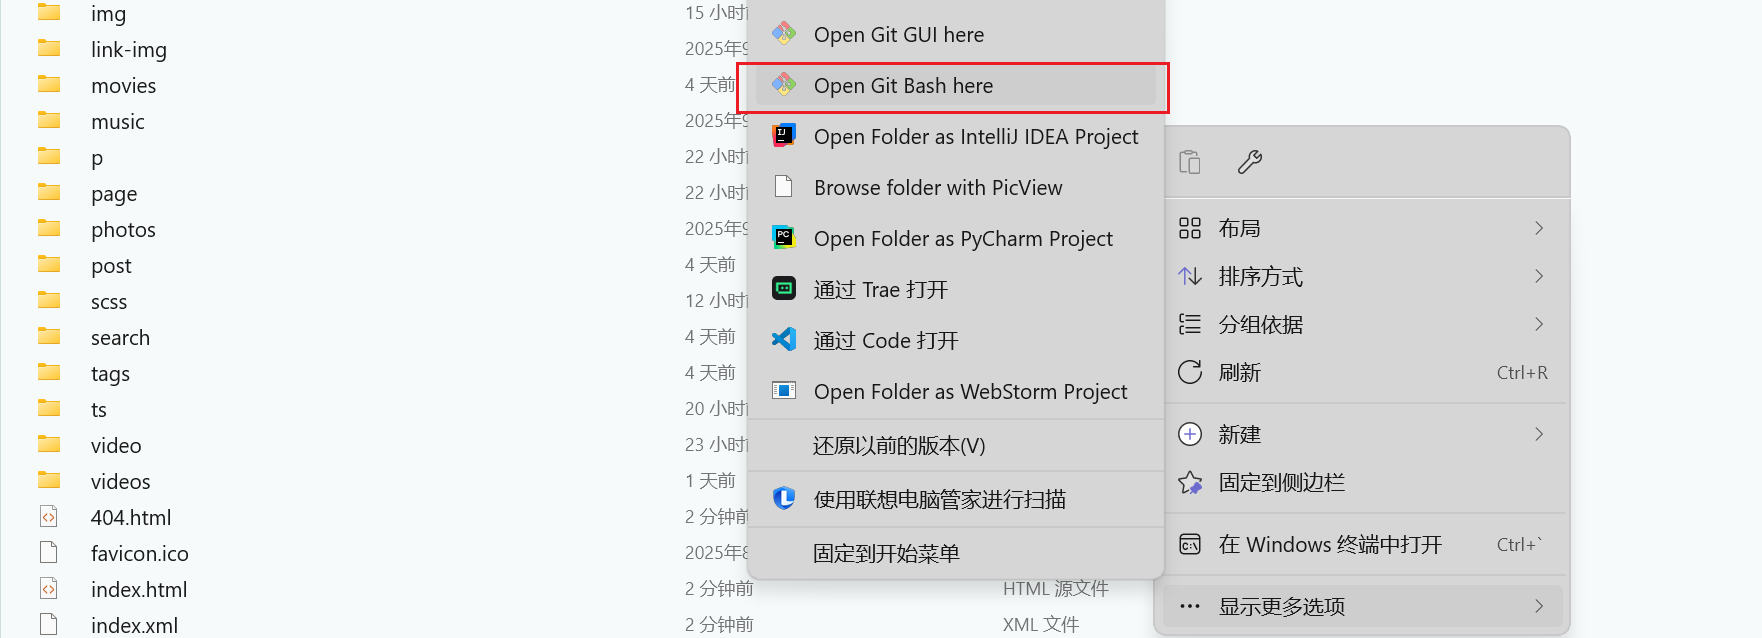 img
15 小时前
link-img
2025年9
movies
4 天前
music
2025年9
p
22 小时前
page
22 小时前
photos
2025年9
post
4 天前
scss
12 小时前
search
4 天前
tags
4 天前
ts
20 小时前
video
23 小时前
videos
1 天前
404.html
2 分钟前
favicon.ico
2025年8
index.html
2 分钟前
HTML 源文件
index.xml
2 分钟前
XML 文件
Open Git GUI here
Open Git Bash here
Open Folder as IntelliJ IDEA Project
Browse folder with PicView
Open Folder as PyCharm Project
通过 Trae 打开
通过 Code 打开
Open Folder as WebStorm Project
还原以前的版本(V)
使用联想电脑管家进行扫描
固定到开始菜单
布局
排序方式
分组依据
刷新 Ctrl+R
新建
固定到侧边栏
在 Windows 终端中打开 Ctrl+`
显示更多选项